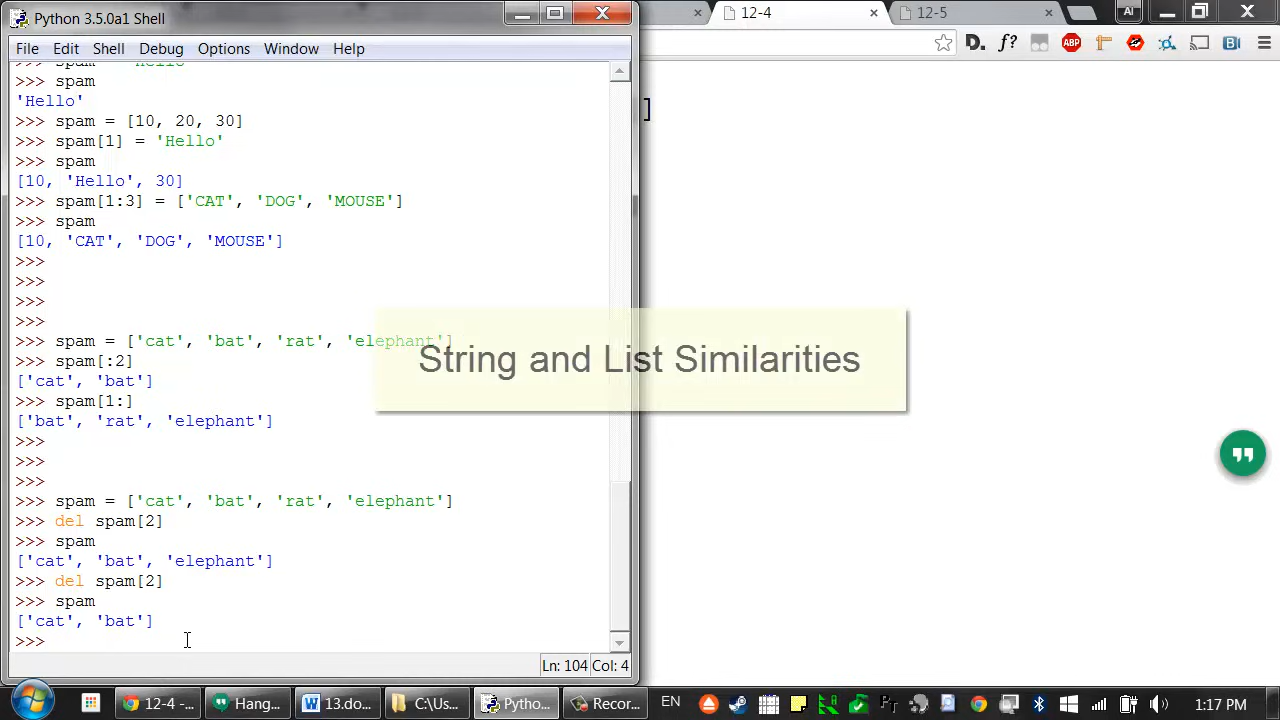 Python 3.5.0a1 Shell
File Edit Shell Debug Options Window Help
>>> spam
'Hello'
>>> spam = [10, 20, 30]
>>> spam[1] = 'Hello'
>>> spam
[10, 'Hello', 30]
>>> spam[1:3] = ['CAT', 'DOG', 'MOUSE']
>>> spam
[10, 'CAT', 'DOG', 'MOUSE']
>>>
>>>
>>>
>>>
>>> spam = ['cat', 'bat', 'rat', 'elephant']
>>> spam[:2]
['cat', 'bat']
>>> spam[1:]
['bat', 'rat', 'elephant']
>>>
>>>
>>>
>>> spam = ['cat', 'bat', 'rat', 'elephant']
>>> del spam[2]
>>> spam
['cat', 'bat', 'elephant']
>>> del spam[2]
>>> spam
['cat', 'bat']
>>>
Ln: 104 Col: 4
12-4
12-5
AI
D. f? ABP B
]
String and List Similarities
12-4 -...
Hang...
13.do...
C:\Us...
Pytho...
Recor...
EN
Pr
1:17 PM